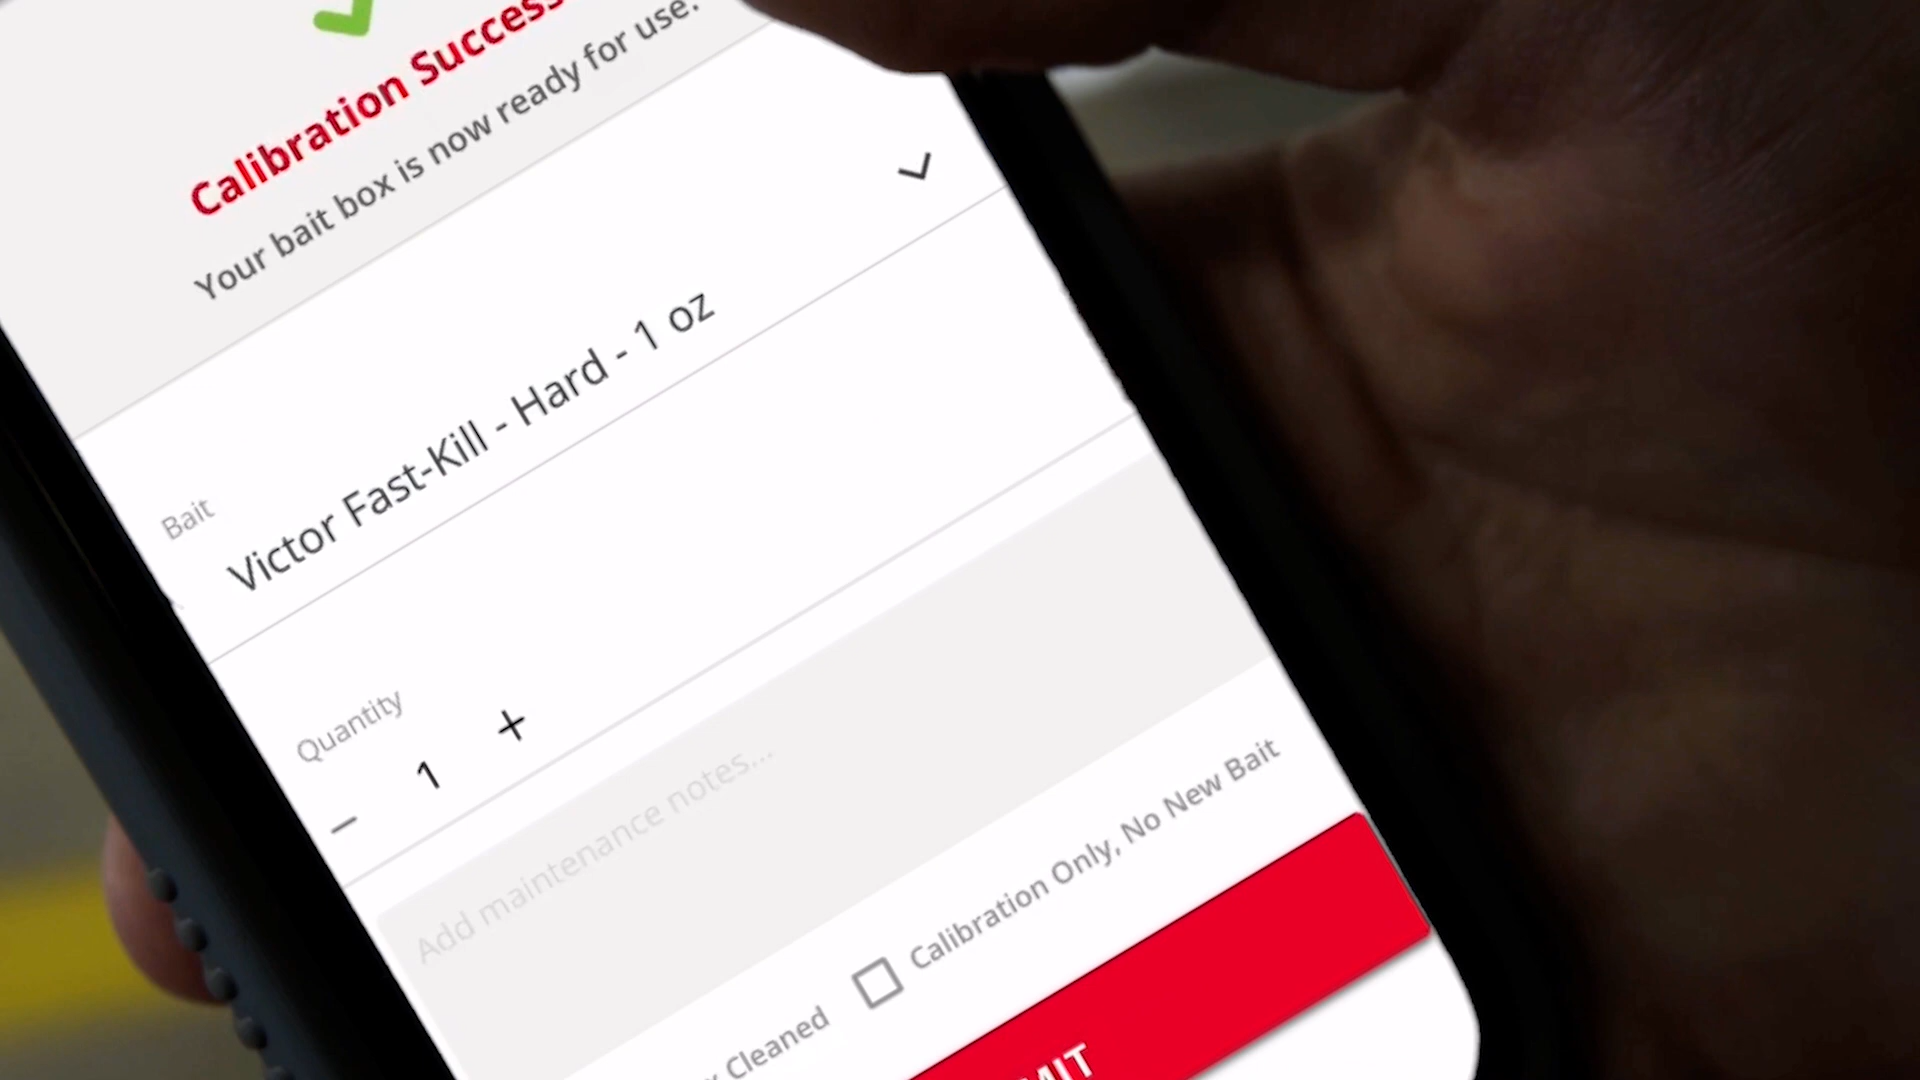 Calibration Success
Your bait box is now ready for use.
Bait
Victor Fast-Kill - Hard - 1 oz
Quantity
- 1 +
Add maintenance notes...
Cleaned
Calibration Only, No New Bait